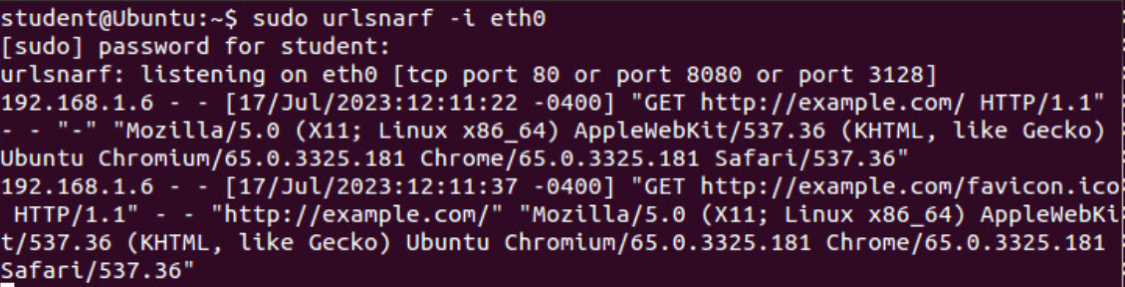 student@Ubuntu:~$ sudo urlsnarf -i eth0
[sudo] password for student:
urlsnarf: listening on eth0 [tcp port 80 or port 8080 or port 3128]
192.168.1.6 - - [17/Jul/2023:12:11:22 -0400] "GET http://example.com/ HTTP/1.1"
- - "-" "Mozilla/5.0 (X11; Linux x86_64) AppleWebKit/537.36 (KHTML, like Gecko)
Ubuntu Chromium/65.0.3325.181 Chrome/65.0.3325.181 Safari/537.36"
192.168.1.6 - - [17/Jul/2023:12:11:37 -0400] "GET http://example.com/favicon.ico
 HTTP/1.1" - - "http://example.com/" "Mozilla/5.0 (X11; Linux x86_64) AppleWebKi
t/537.36 (KHTML, like Gecko) Ubuntu Chromium/65.0.3325.181 Chrome/65.0.3325.181
Safari/537.36"